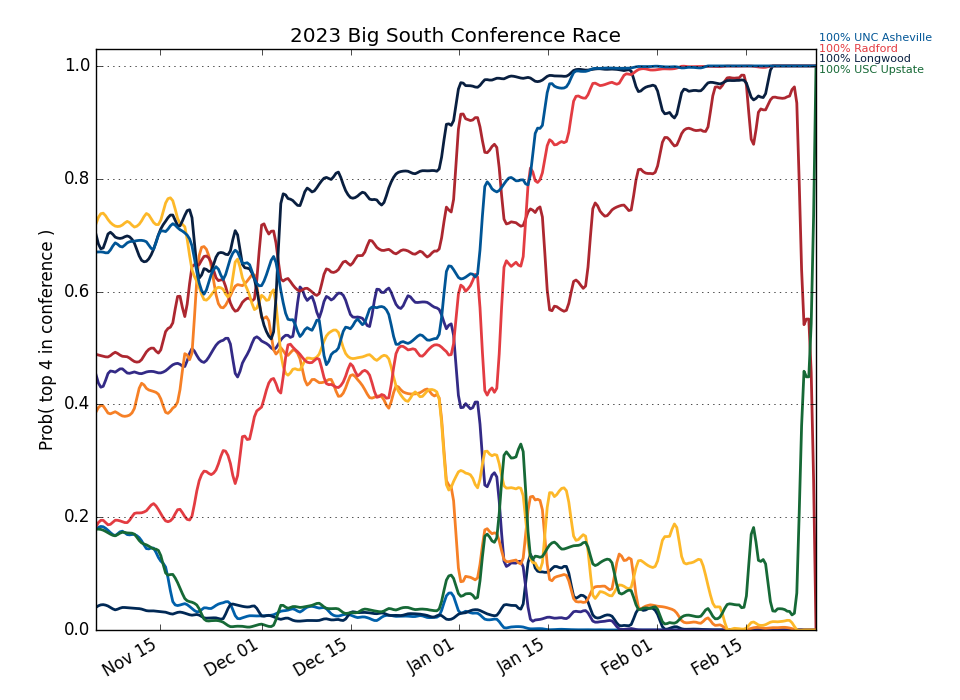 2023 Big South Conference Race
100% UNC Asheville
100% Radford
100% Longwood
100% USC Upstate
Prob( top 4 in conference )
1.0
0.8
0.6
0.4
0.2
0.0
Nov 15
Dec 01
Dec 15
Jan 01
Jan 15
Feb 01
Feb 15